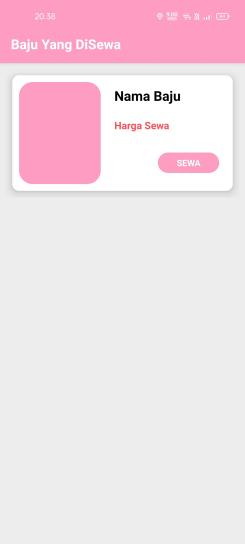 20.38
Baju Yang DiSewa
Nama Baju
Harga Sewa
SEWA